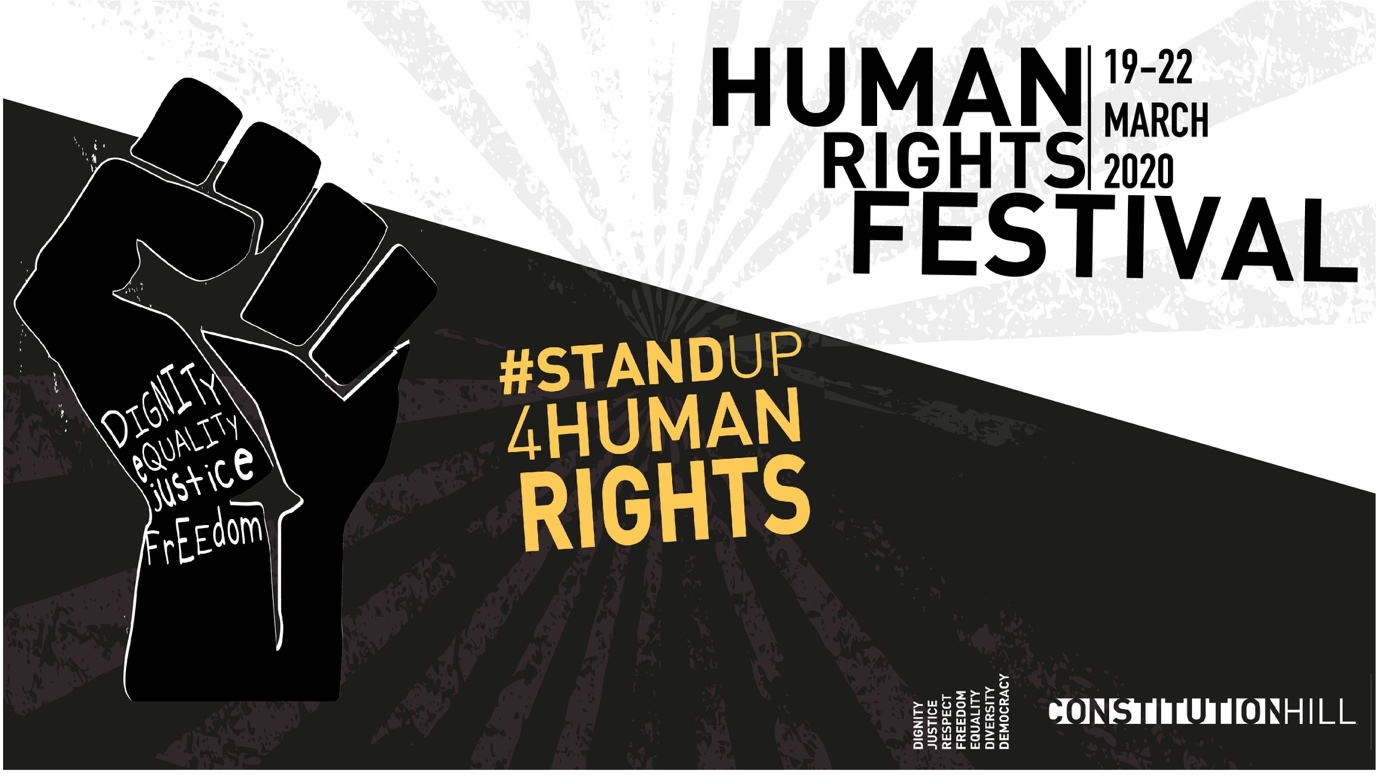 HUMAN
RIGHTS
FESTIVAL
19–22
MARCH
2020
DIGNITY
eQUALITY
justice
FrEEdom
#STANDUP
4HUMAN
RIGHTS
DIGNITY
JUSTICE
RESPECT
FREEDOM
EQUALITY
DIVERSITY
DEMOCRACY
CONSTITUTIONHILL